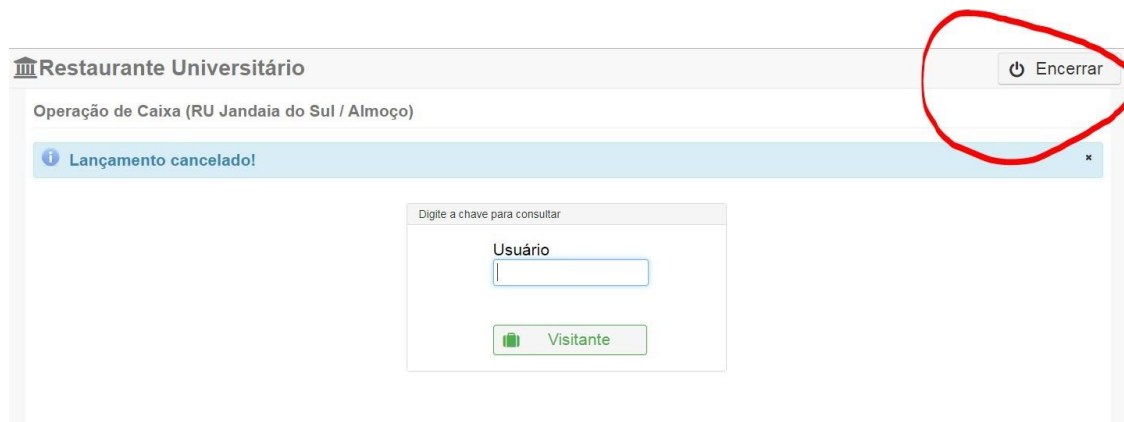 Restaurante Universitário
Encerrar
Operação de Caixa (RU Jandaia do Sul / Almoço)
Lançamento cancelado!
×
Digite a chave para consultar
Usuário
Visitante